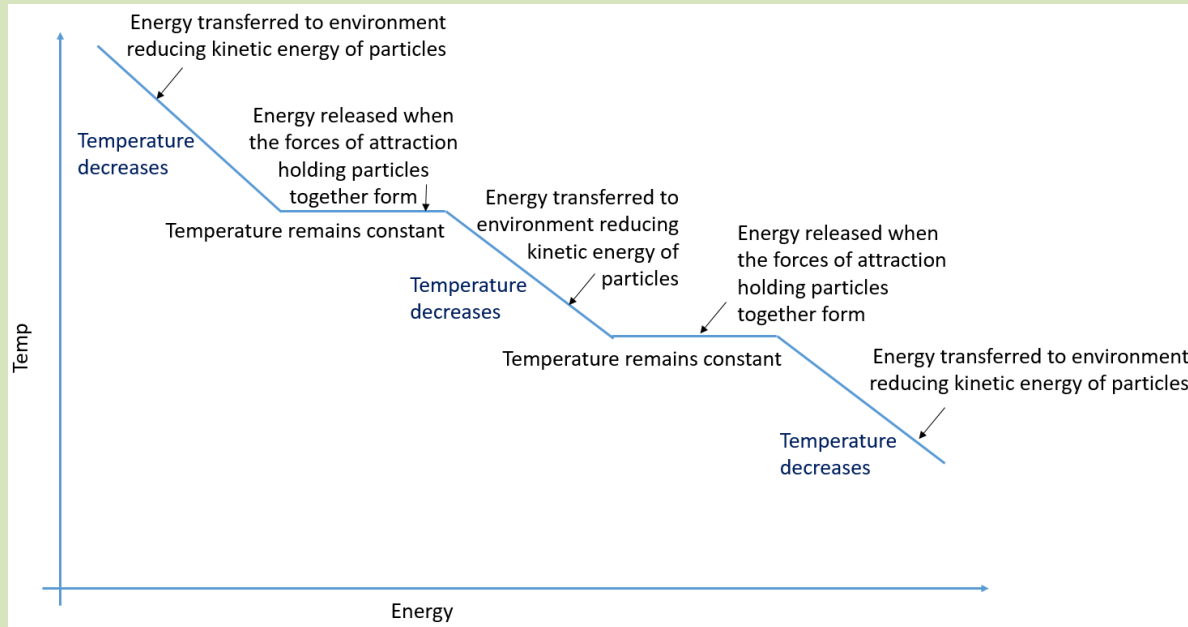 Energy transferred to environment
reducing kinetic energy of particles
Temperature
decreases
Energy released when
the forces of attraction
holding particles
together form
Temperature remains constant
Energy transferred to
environment reducing
kinetic energy of
particles
Temperature
decreases
Energy released when
the forces of attraction
holding particles
together form
Temperature remains constant
Energy transferred to environment
reducing kinetic energy of particles
Temperature
decreases
Temp
Energy